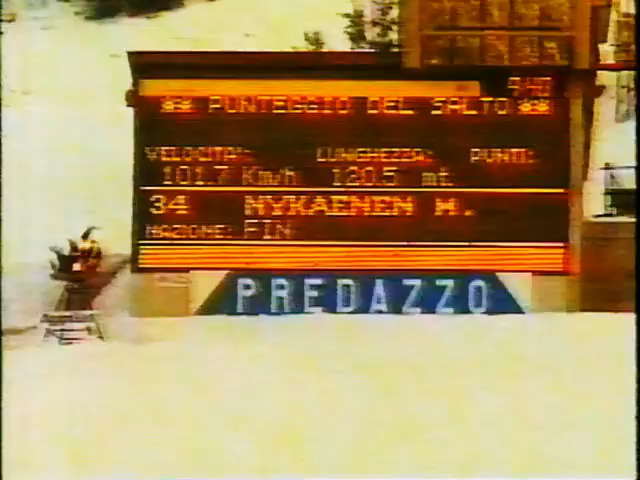 ** PUNTEGGIO DEL SALTO **
VELOCITA': LUNGHEZZA: PUNTI:
101.7 Km/h 120.5 mt.
34 NYKAENEN M.
NAZIONE: FIN
PREDAZZO